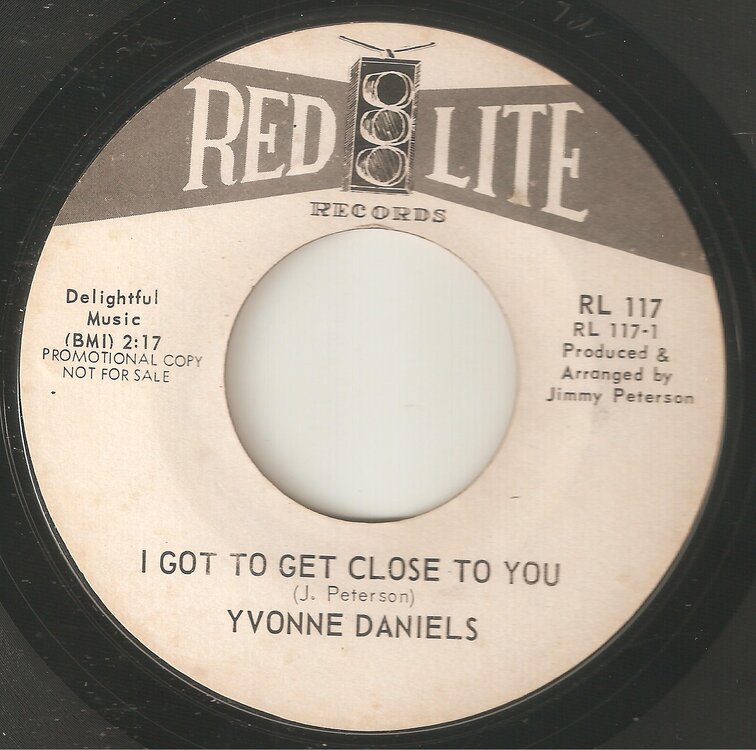 RED LITE
RECORDS
Delightful
Music
(BMI) 2:17
PROMOTIONAL COPY
NOT FOR SALE
RL 117
RL 117-1
Produced &
Arranged by
Jimmy Peterson
I GOT TO GET CLOSE TO YOU
(J. Peterson)
YVONNE DANIELS